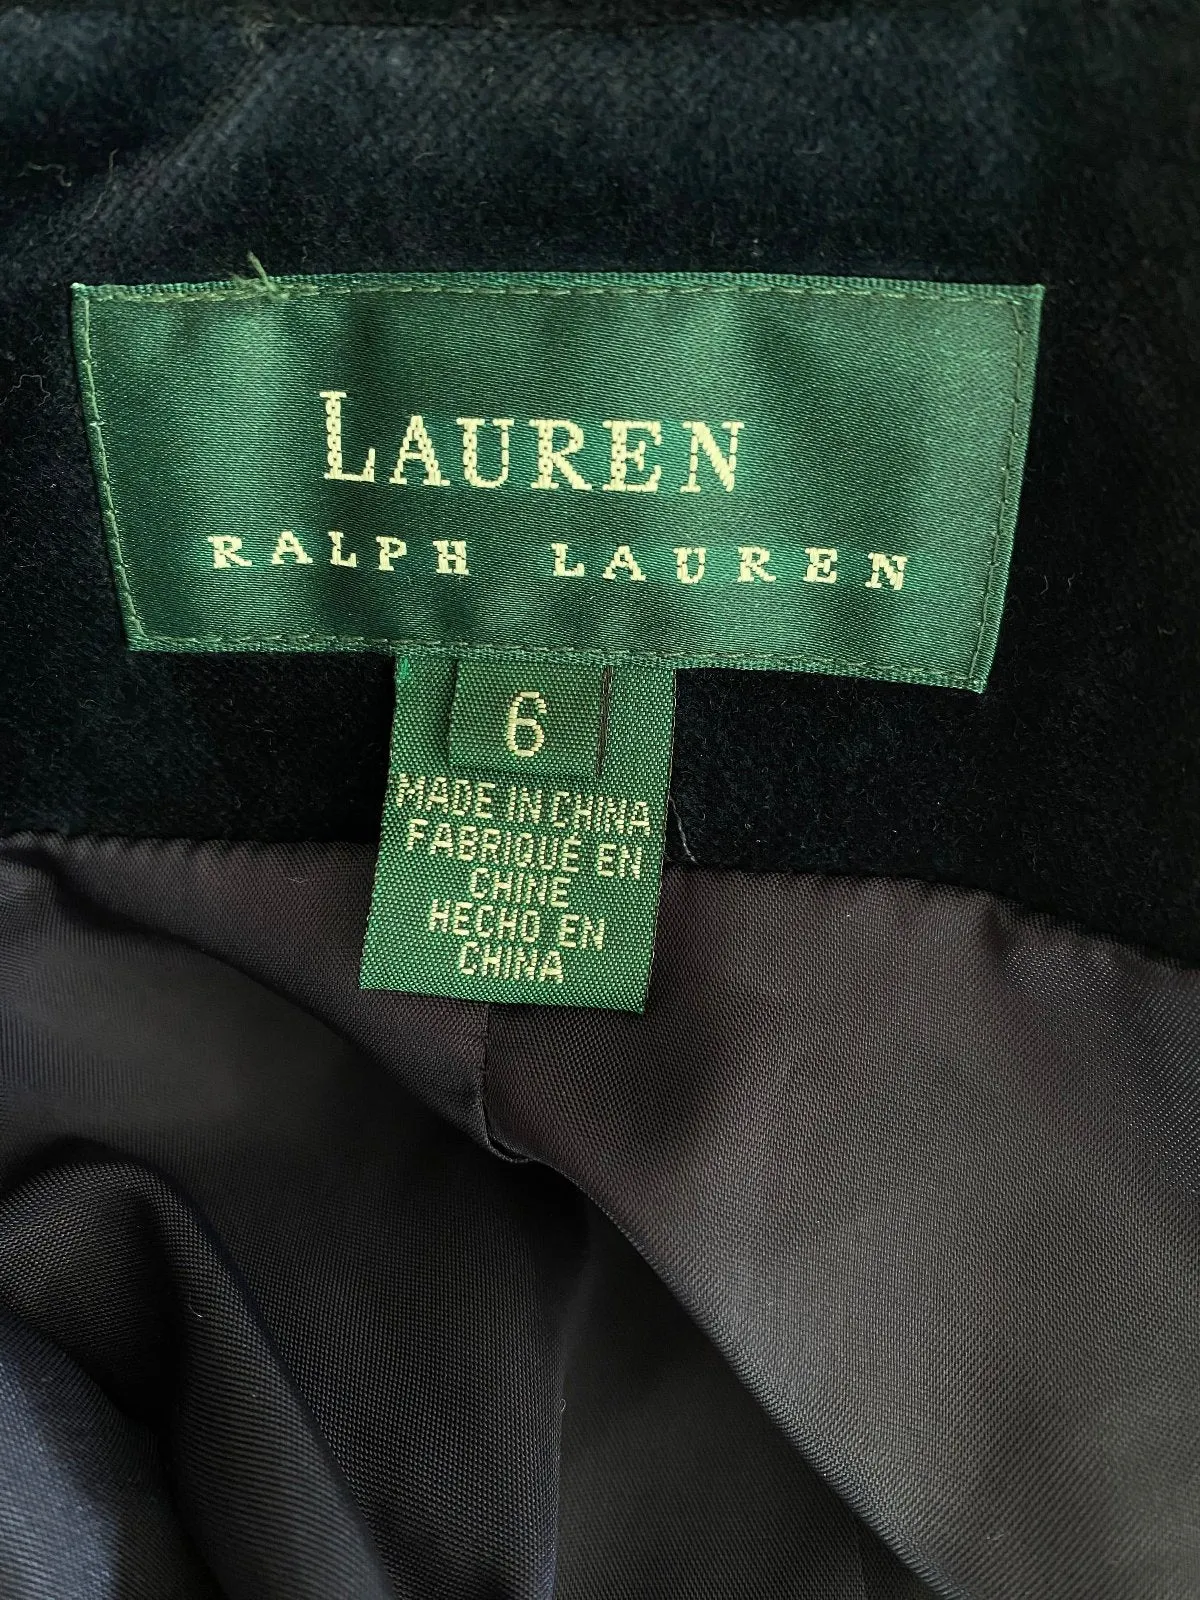 LAUREN
RALPH LAUREN
6
MADE IN CHINA
FABRIQUÉ EN
CHINE
HECHO EN
CHINA